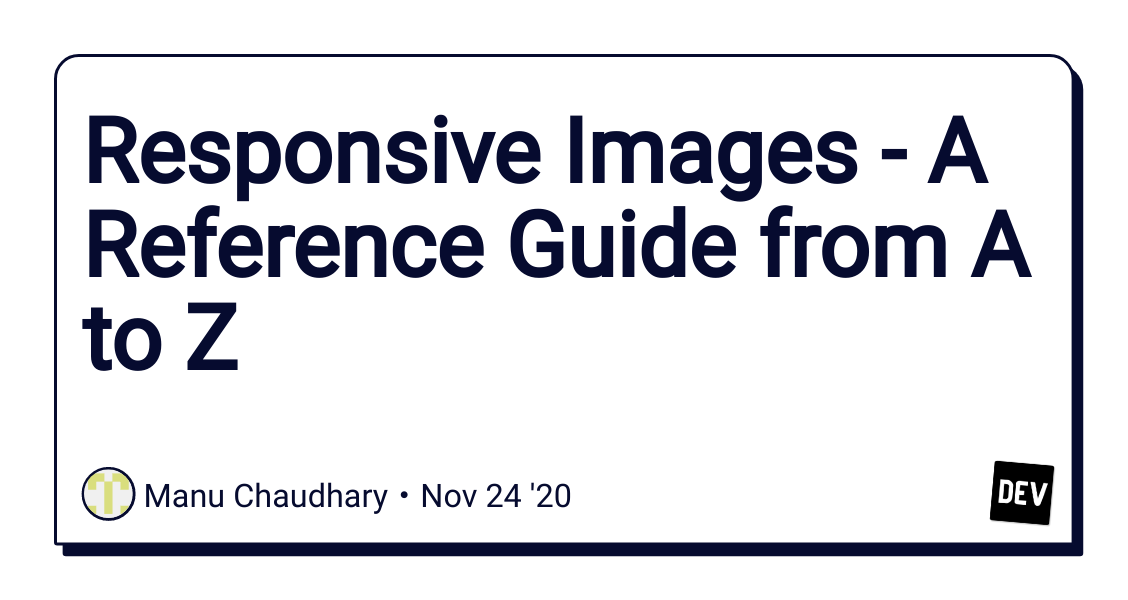 Responsive Images - A
Reference Guide from A
to Z
Manu Chaudhary • Nov 24 '20
DEV